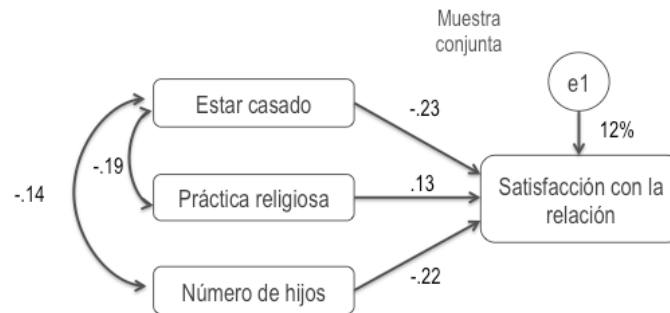 Muestra
conjunta
e1
Estar casado
-.23
12%
-.19
-.14
Práctica religiosa
.13
Satisfacción con la
relación
Número de hijos
-.22